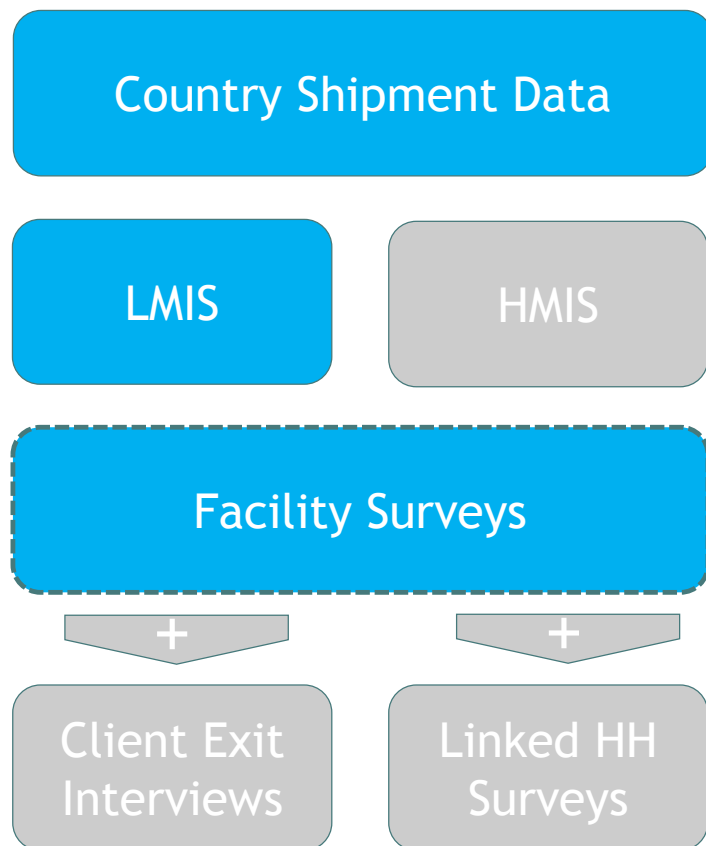 Country Shipment Data
LMIS
HMIS
Facility Surveys
+
+
Client Exit
Interviews
Linked HH
Surveys